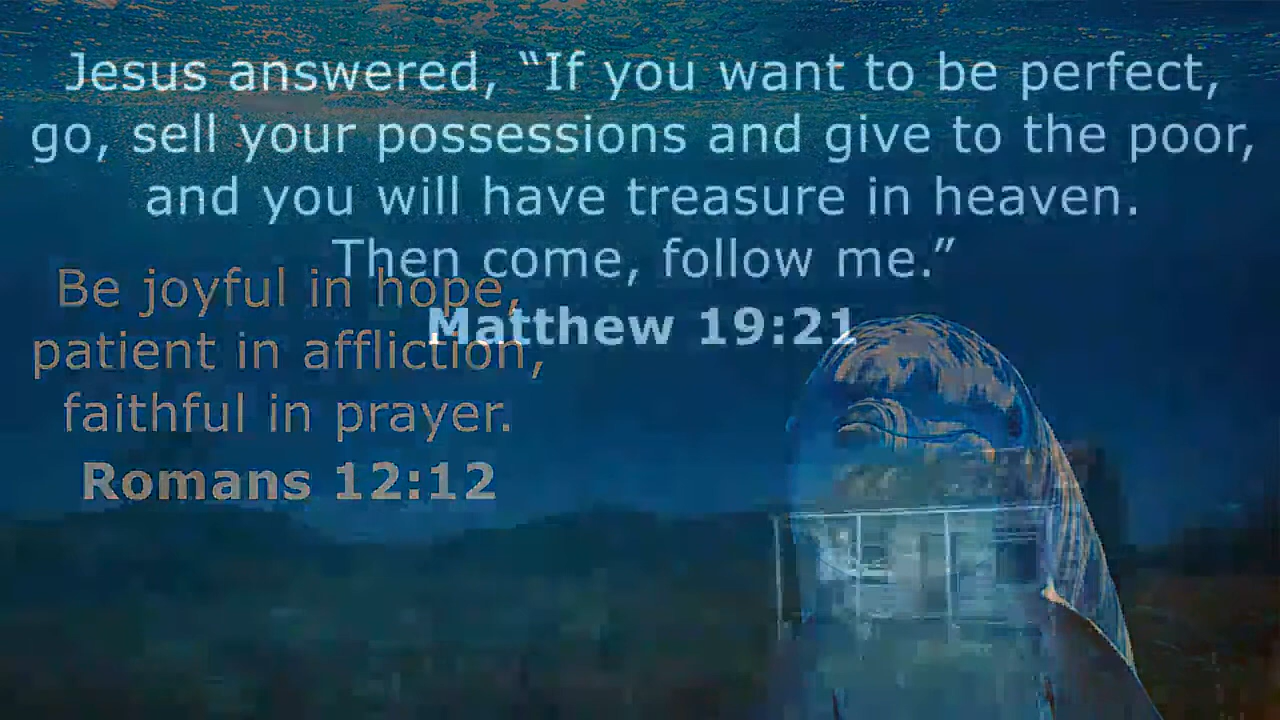 Jesus answered, “If you want to be perfect,
go, sell your possessions and give to the poor,
and you will have treasure in heaven.
Then come, follow me.”
Matthew 19:21
Be joyful in hope,
patient in affliction,
faithful in prayer.
Romans 12:12